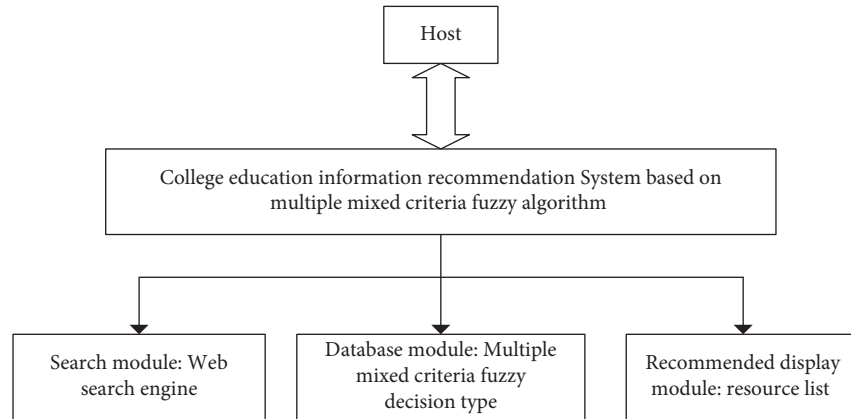 Host
College education information recommendation System based on
multiple mixed criteria fuzzy algorithm
Search module: Web
search engine
Database module: Multiple
mixed criteria fuzzy
decision type
Recommended display
module: resource list